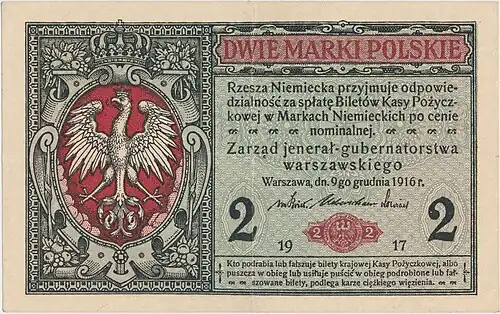 DWIE MARKI POLSKIE
Rzesza Niemiecka przyjmuje odpowie-
dzialność za spłatę Biletów Kasy Pożycz-
kowej w Markach Niemieckich po cenie
nominalnej.
Zarząd jenerał-gubernatorstwa
warszawskiego
Warszawa, dn. 9go grudnia 1916 r.
2 2 2 2
19 17
Kto podrabia lub fałszuje bilety krajowej Kasy Pożyczkowej, albo
puszcza w obieg lub usiłuje puścić w obieg podrobione lub fał-
szowane bilety, podlega karze ciężkiego więzienia.